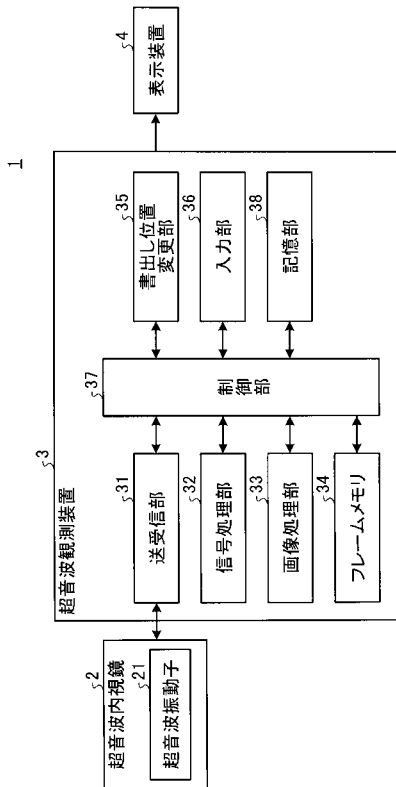 1
超音波内視鏡
2
超音波振動子
21
超音波観測装置
3
送受信部
31
信号処理部
32
画像処理部
33
フレームメモリ
34
制御部
37
書出し位置
変更部
35
入力部
36
記憶部
38
表示装置
4